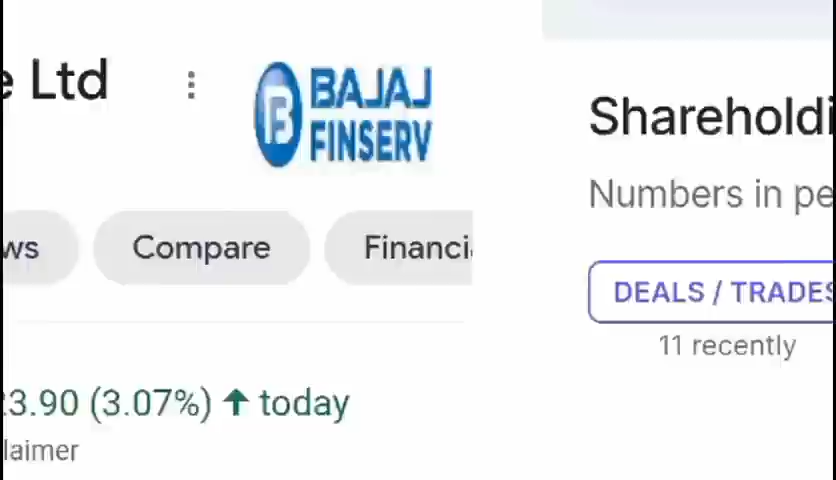 e Ltd
BAJAJ
FINSERV
ws
Compare
Financi
3.90 (3.07%) ↑ today
laimer
Shareholdi
Numbers in pe
DEALS / TRADES
11 recently